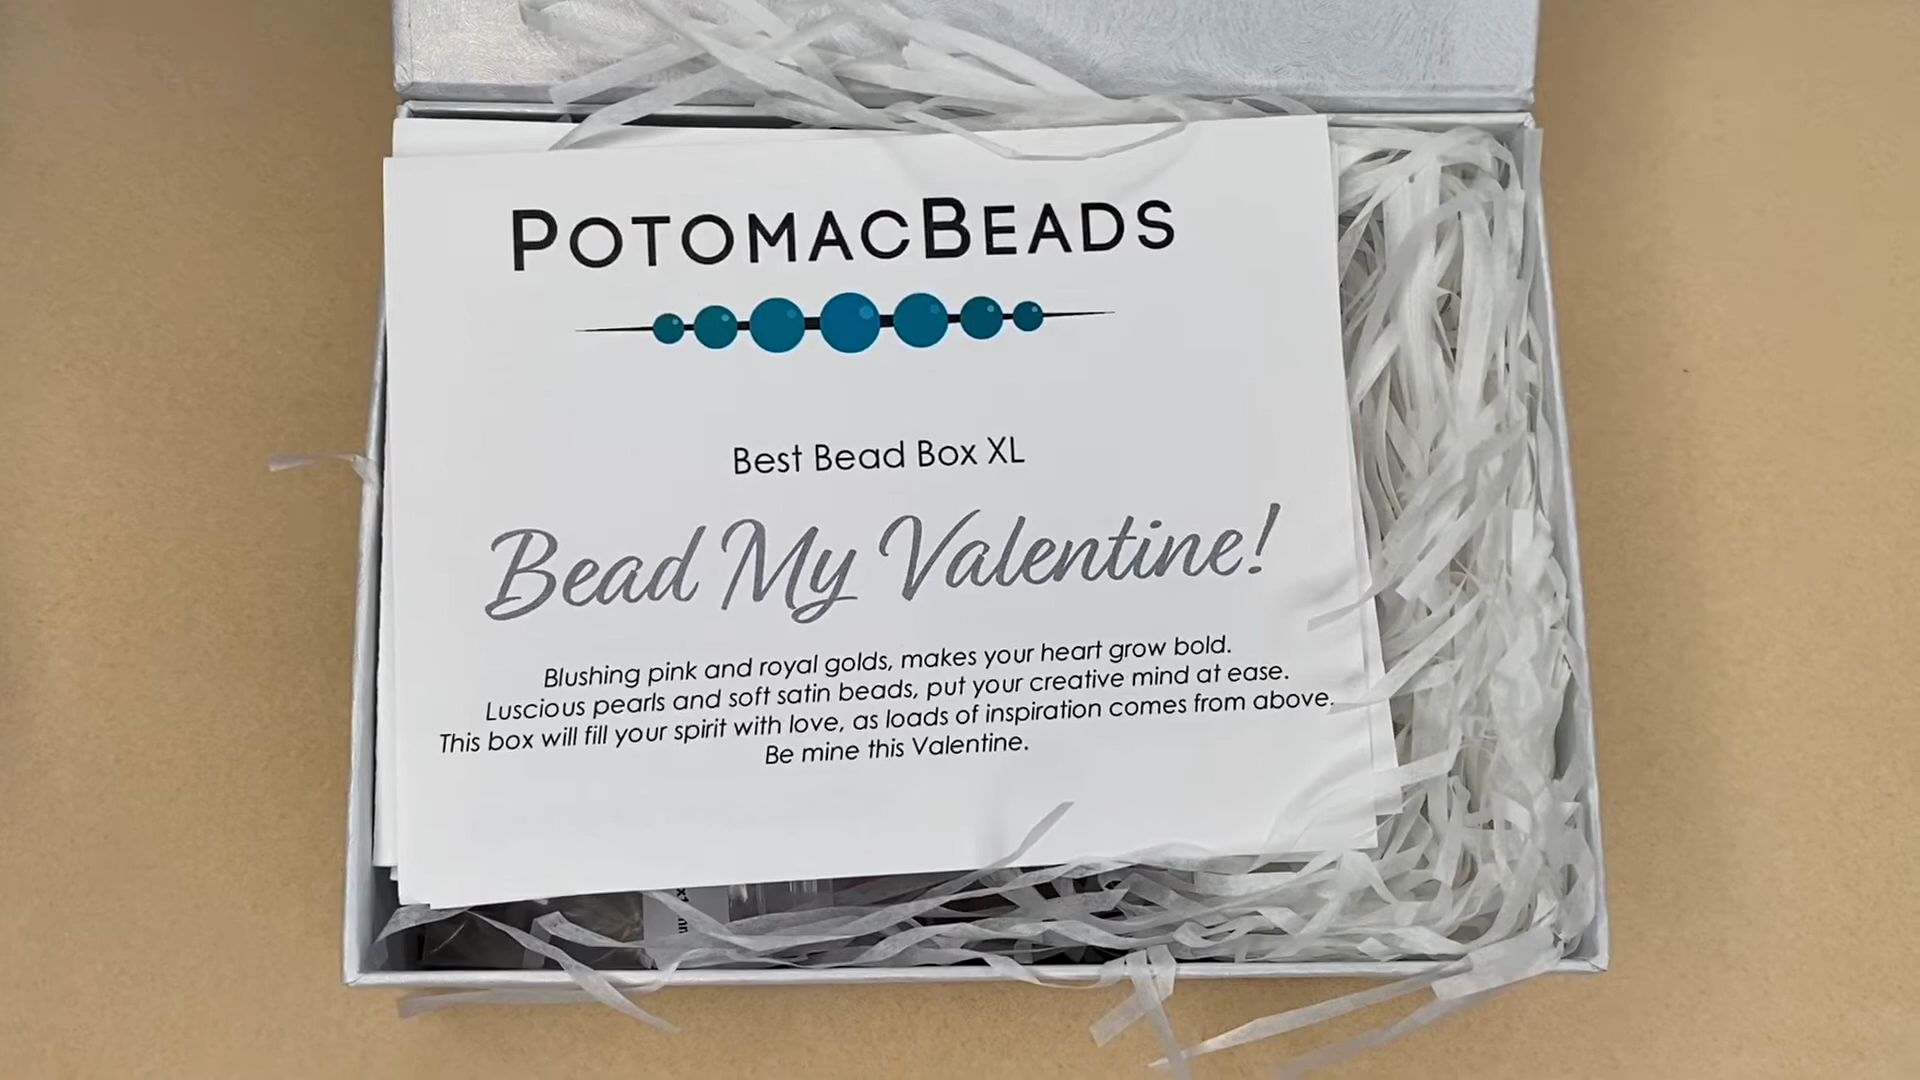 POTOMACBEADS
Best Bead Box XL
Bead My Valentine!
Blushing pink and royal golds, makes your heart grow bold.
Luscious pearls and soft satin beads, put your creative mind at ease.
This box will fill your spirit with love, as loads of inspiration comes from above.
Be mine this Valentine.